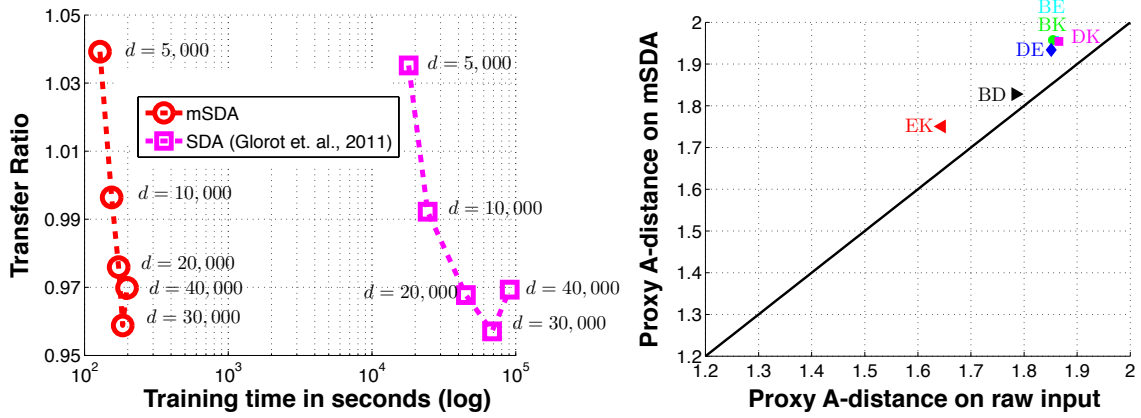 1.05
1.03
1.01
0.99
0.97
0.95
Transfer Ratio
d = 5,000
d = 10,000
d = 20,000
d = 40,000
d = 30,000
mSDA
SDA (Glorot et. al., 2011)
d = 5,000
d = 10,000
d = 20,000
d = 40,000
d = 30,000
10^2
10^3
10^4
10^5
Training time in seconds (log)
2
1.9
1.8
1.7
1.6
1.5
1.4
1.3
1.2
Proxy A-distance on mSDA
BE
BK
DK
DE
BD
EK
1.2
1.3
1.4
1.5
1.6
1.7
1.8
1.9
2
Proxy A-distance on raw input